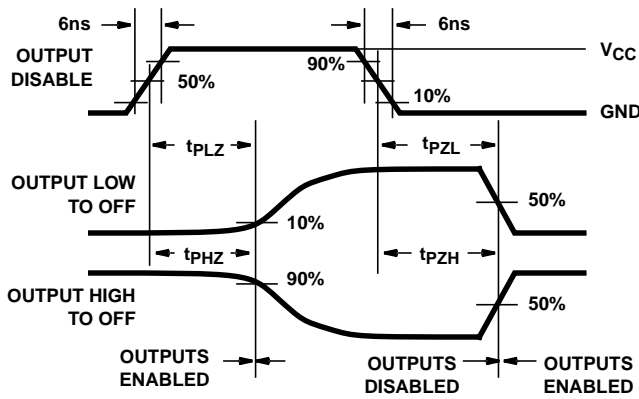 6ns
6ns
OUTPUT
DISABLE
50%
90%
10%
VCC
GND
tPLZ
tPZL
OUTPUT LOW
TO OFF
10%
50%
tPHZ
tPZH
90%
OUTPUT HIGH
TO OFF
50%
OUTPUTS
ENABLED
OUTPUTS
DISABLED
OUTPUTS
ENABLED